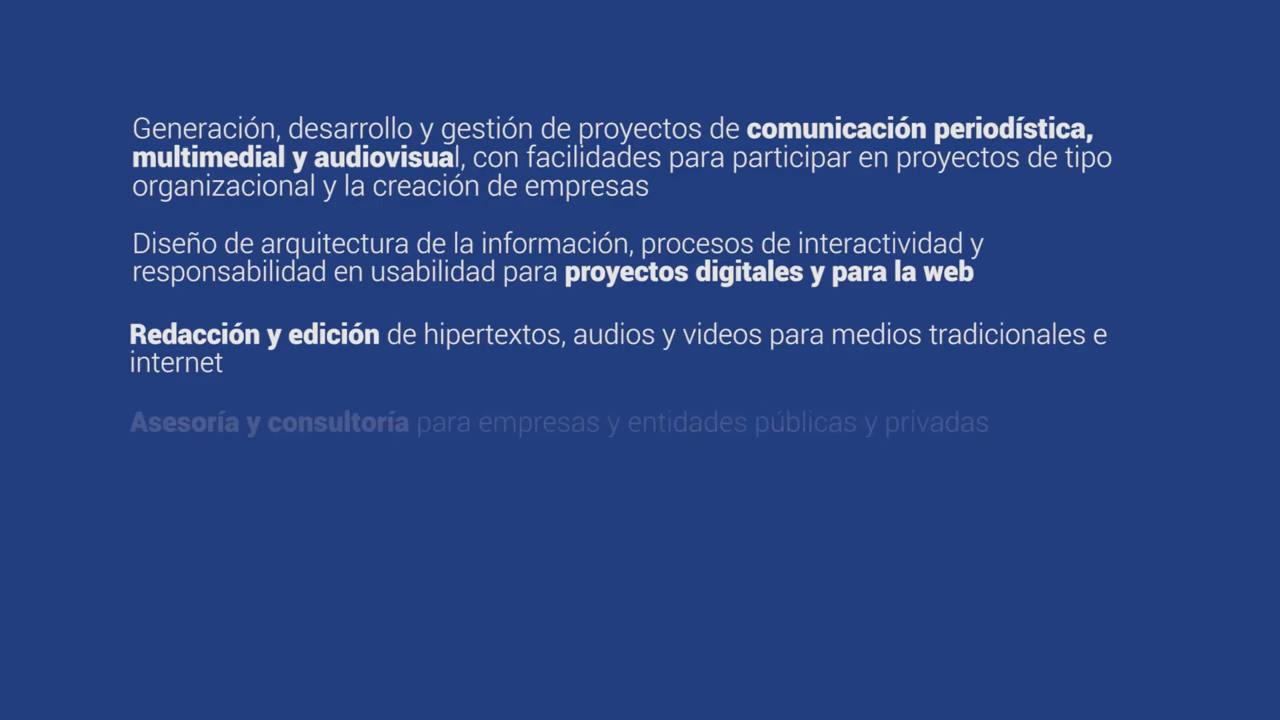 Generación, desarrollo y gestión de proyectos de comunicación periodística,
multimedial y audiovisual, con facilidades para participar en proyectos de tipo
organizacional y la creación de empresas
Diseño de arquitectura de la información, procesos de interactividad y
responsabilidad en usabilidad para proyectos digitales y para la web
Redacción y edición de hipertextos, audios y videos para medios tradicionales e
internet
Asesoría y consultoría para empresas y entidades públicas y privadas